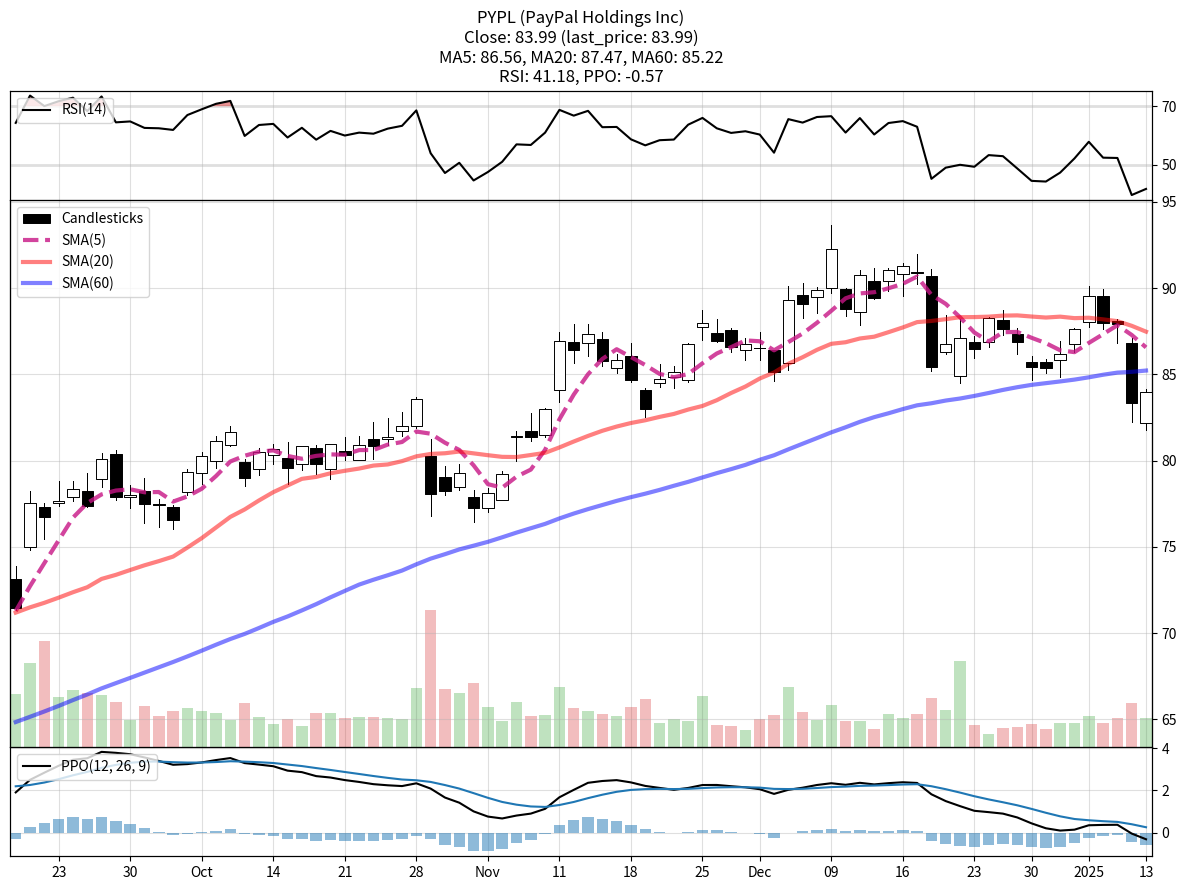 PYPL (PayPal Holdings Inc)
Close: 83.99 (last_price: 83.99)
MA5: 86.56, MA20: 87.47, MA60: 85.22
RSI: 41.18, PPO: -0.57
RSI(14)
70
50
95
Candlesticks
SMA(5)
SMA(20)
SMA(60)
90
85
80
75
70
65
PPO(12, 26, 9)
4
2
0
23 30 Oct 14 21 28 Nov 11 18 25 Dec 09 16 23 30 2025 13